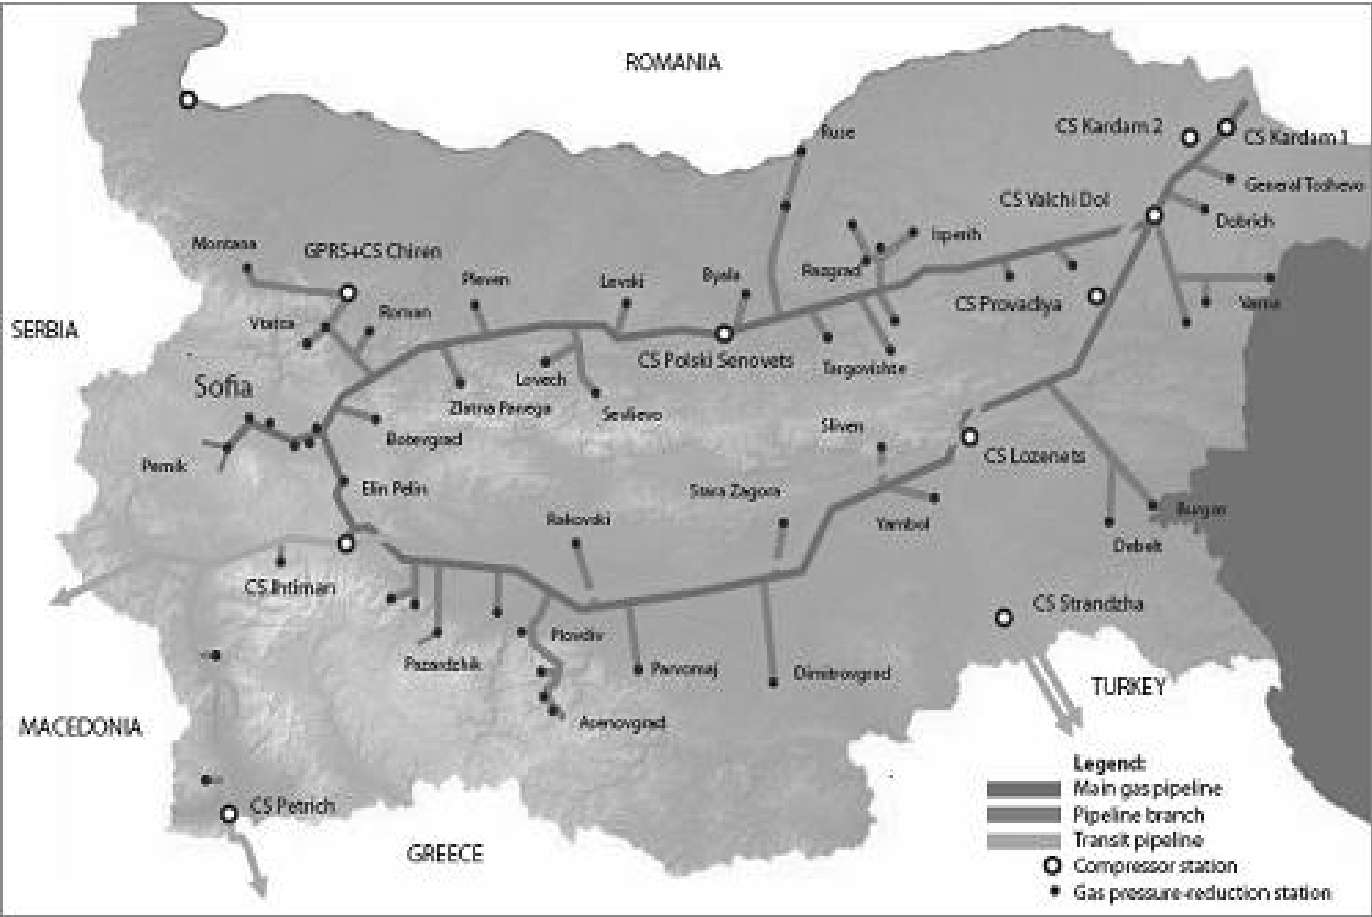 ROMANIA
Ruse
CS Kardam 2
CS Kardam 1
General Toshevo
CS Valchi Dol
Dobrich
Isperih
Montana
GPRS+CS Chiren
Pleven
Levski
Byala
Razgrad
CS Provadiya
Varna
Roman
Vratza
SERBIA
CS Polski Senovets
Targovishte
Lovech
Sofia
Zlatna Panega
Sevlievo
Botevgrad
Sliven
Pernik
CS Lozenets
Elin Pelin
Stara Zagora
Rakovski
Yambol
Burgas
Debelt
CS Ihtiman
CS Strandzha
Plovdiv
Pazardzhik
Parvomaj
Dimitrovgrad
TURKEY
MACEDONIA
Asenovgrad
CS Petrich
GREECE
Legend:
Main gas pipeline
Pipeline branch
Transit pipeline
Compressor station
Gas pressure-reduction station